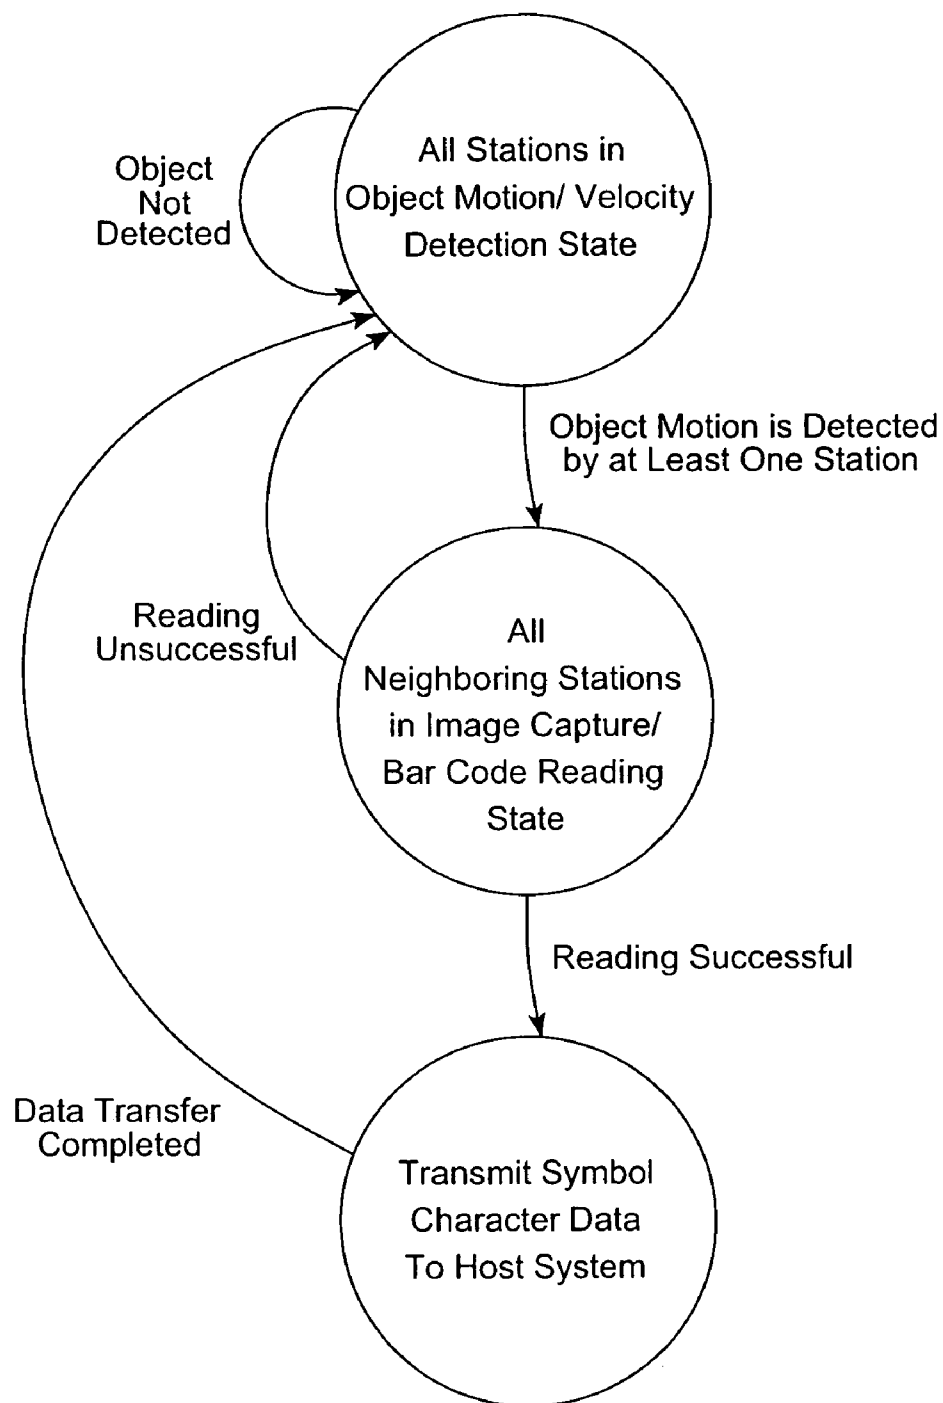 All Stations in
Object Motion/ Velocity
Detection State
Object
Not
Detected
Object Motion is Detected
by at Least One Station
Reading
Unsuccessful
All
Neighboring Stations
in Image Capture/
Bar Code Reading
State
Reading Successful
Data Transfer
Completed
Transmit Symbol
Character Data
To Host System